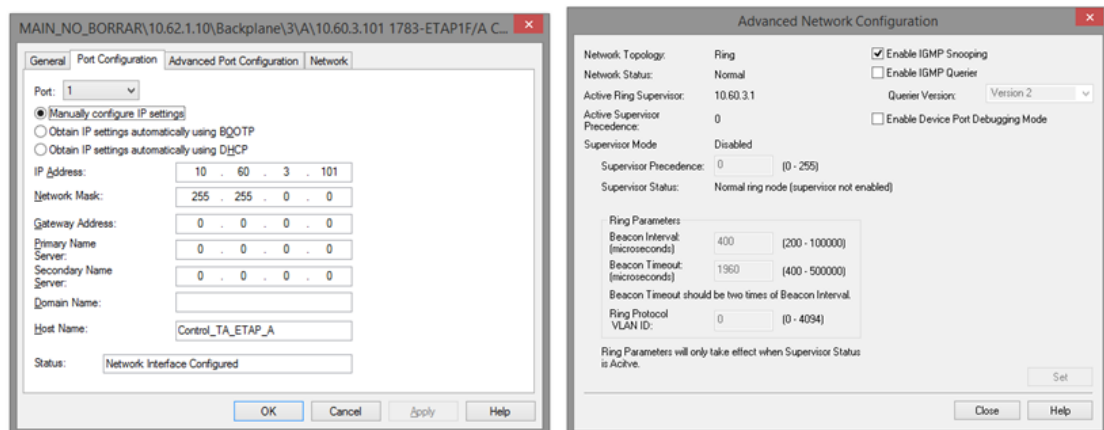 MAIN_NO_BORRAR\10.62.1.10\Backplane\3\A\10.60.3.101 1783-ETAP1F/A C...
General Port Configuration Advanced Port Configuration Network
Port: 1
Manually configure IP settings
Obtain IP settings automatically using BOOTP
Obtain IP settings automatically using DHCP
IP Address: 10 . 60 . 3 . 101
Network Mask: 255 . 255 . 0 . 0
Gateway Address: 0 . 0 . 0 . 0
Primary Name
Server: 0 . 0 . 0 . 0
Secondary Name
Server: 0 . 0 . 0 . 0
Domain Name:
Host Name: Control_TA_ETAP_A
Status: Network Interface Configured
OK Cancel Apply Help
Advanced Network Configuration
Network Topology: Ring
Network Status: Normal
Active Ring Supervisor: 10.60.3.1
Active Supervisor
Precedence: 0
Supervisor Mode Disabled
Supervisor Precedence: 0 (0 - 255)
Supervisor Status: Normal ring node (supervisor not enabled)
Enable IGMP Snooping
Enable IGMP Querier
Querier Version: Version 2
Enable Device Port Debugging Mode
Ring Parameters
Beacon Interval:
(microseconds) 400 (200 - 100000)
Beacon Timeout:
(microseconds) 1960 (400 - 500000)
Beacon Timeout should be two times of Beacon Interval.
Ring Protocol
VLAN ID: 0 (0 - 4094)
Ring Parameters will only take effect when Supervisor Status
is Acitve.
Set
Close Help